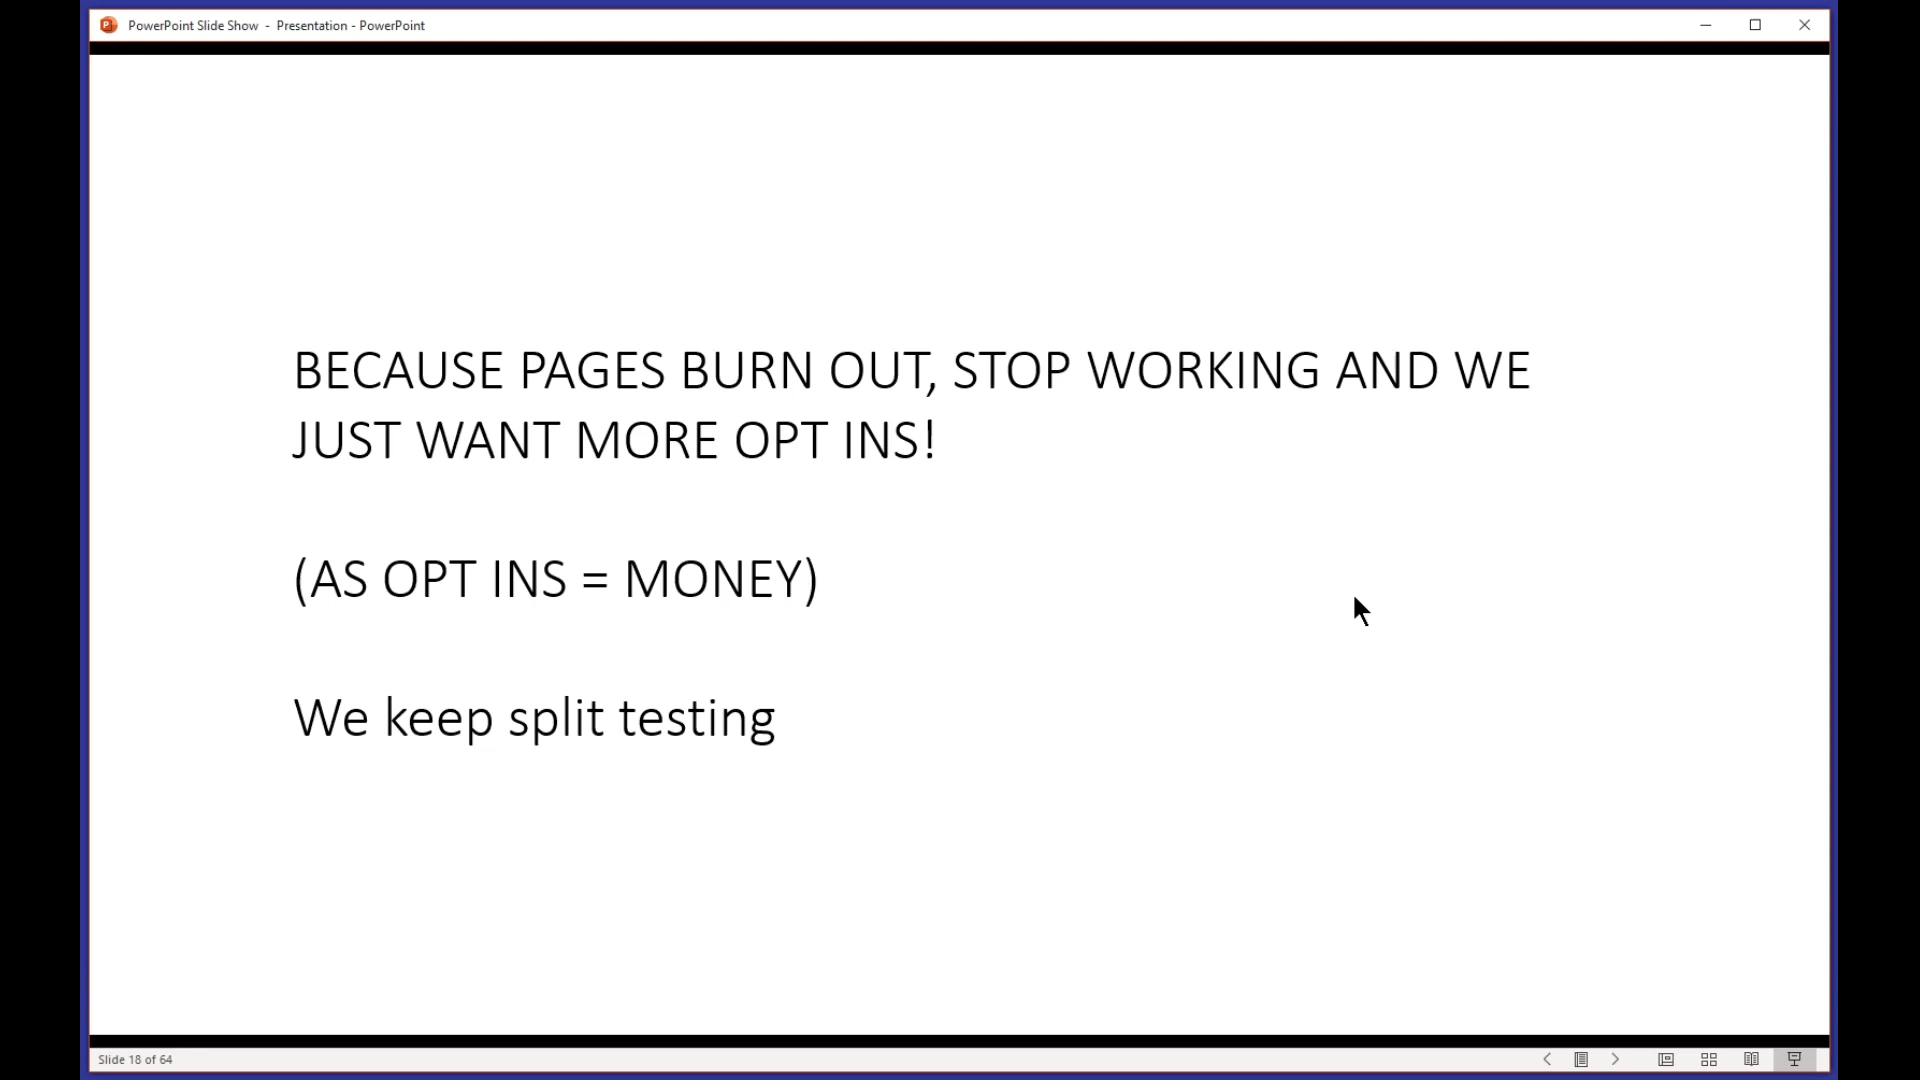 PowerPoint Slide Show - Presentation - PowerPoint
BECAUSE PAGES BURN OUT, STOP WORKING AND WE
JUST WANT MORE OPT INS!
(AS OPT INS = MONEY)
We keep split testing
Slide 18 of 64